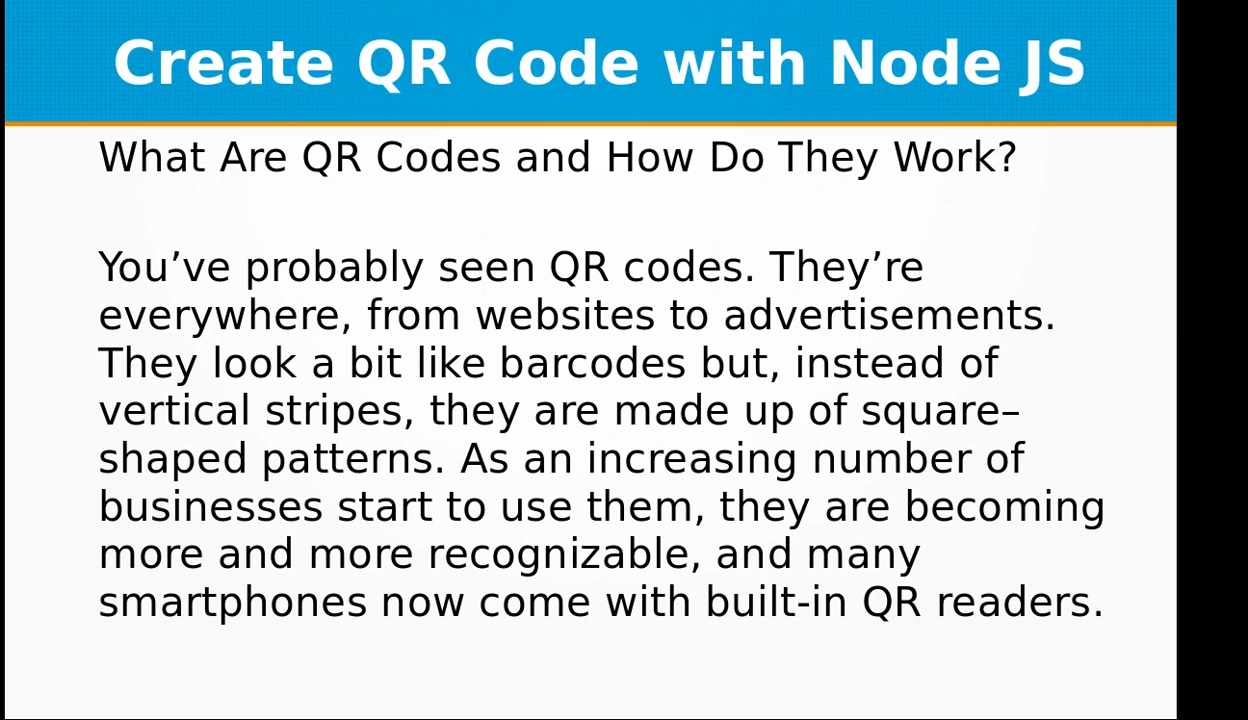 Create QR Code with Node JS
What Are QR Codes and How Do They Work?
You’ve probably seen QR codes. They’re
everywhere, from websites to advertisements.
They look a bit like barcodes but, instead of
vertical stripes, they are made up of square–
shaped patterns. As an increasing number of
businesses start to use them, they are becoming
more and more recognizable, and many
smartphones now come with built-in QR readers.